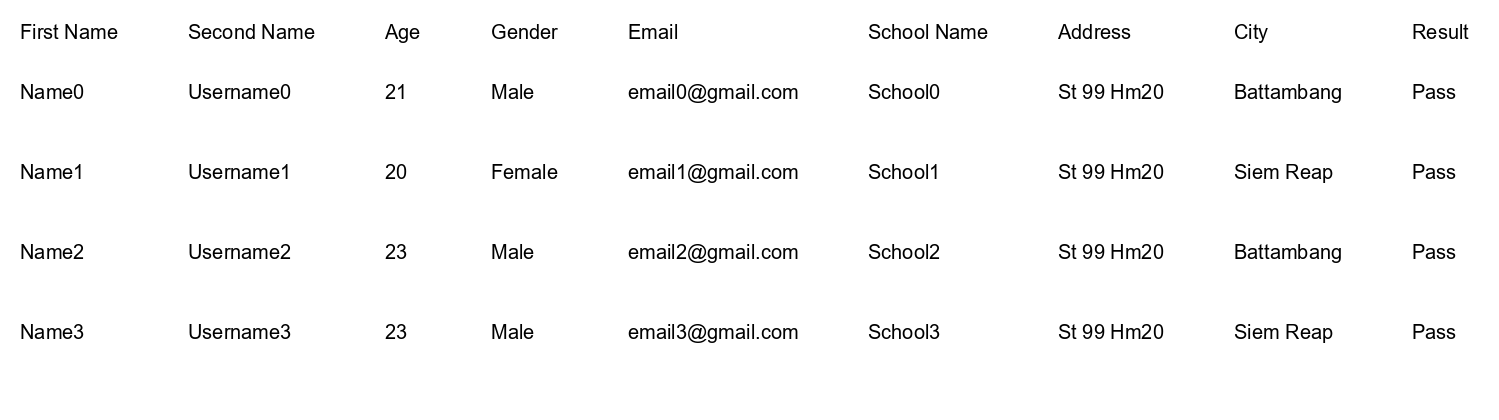 First Name Second Name Age Gender Email School Name Address City Result
Name0 Username0 21 Male email0@gmail.com School0 St 99 Hm20 Battambang Pass
Name1 Username1 20 Female email1@gmail.com School1 St 99 Hm20 Siem Reap Pass
Name2 Username2 23 Male email2@gmail.com School2 St 99 Hm20 Battambang Pass
Name3 Username3 23 Male email3@gmail.com School3 St 99 Hm20 Siem Reap Pass